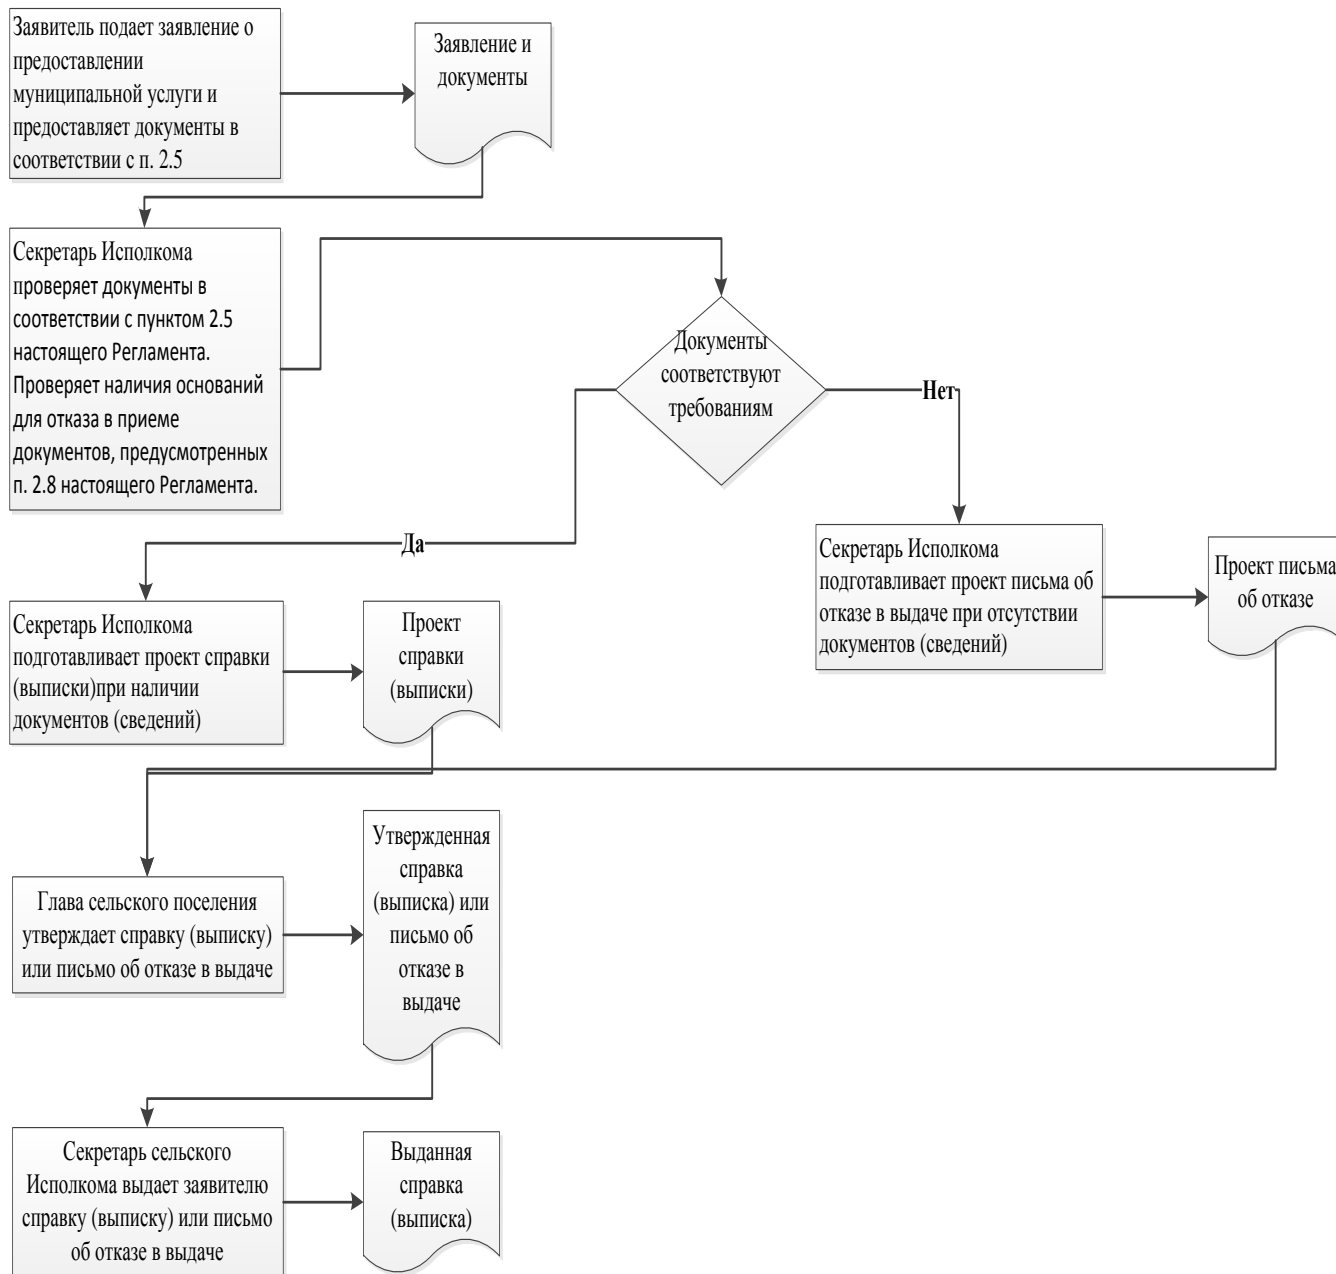 Заявитель подает заявление о
предоставлении
муниципальной услуги и
предоставляет документы в
соответствии с п. 2.5
Заявление и
документы
Секретарь Исполкома
проверяет документы в
соответствии с пунктом 2.5
настоящего Регламента.
Проверяет наличия оснований
для отказа в приеме
документов, предусмотренных
п. 2.8 настоящего Регламента.
Документы
соответствуют
требованиям
Нет
Да
Секретарь Исполкома
подготавливает проект письма об
отказе в выдаче при отсутствии
документов (сведений)
Проект письма
об отказе
Секретарь Исполкома
подготавливает проект справки
(выписки)при наличии
документов (сведений)
Проект
справки
(выписки)
Глава сельского поселения
утверждает справку (выписку)
или письмо об отказе в выдаче
Утвержденная
справка
(выписка) или
письмо об
отказе в
выдаче
Секретарь сельского
Исполкома выдает заявителю
справку (выписку) или письмо
об отказе в выдаче
Выданная
справка
(выписка)